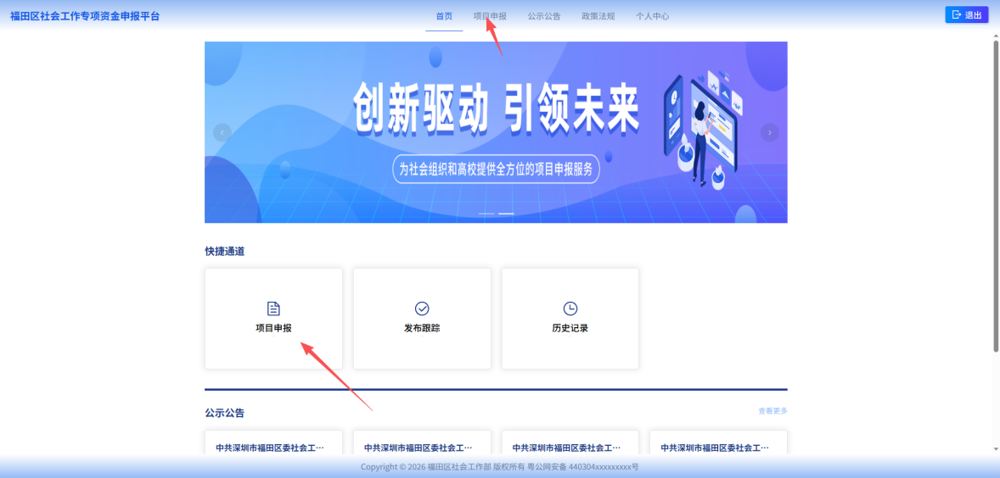 福田区社会工作专项资金申报平台
首页 项目申报 公示公告 政策法规 个人中心
退出
创新驱动 引领未来
为社会组织和高校提供全方位的项目申报服务
快捷通道
项目申报 发布跟踪 历史记录
公示公告 查看更多
中共深圳市福田区委社会工… 中共深圳市福田区委社会工… 中共深圳市福田区委社会工… 中共深圳市福田区委社会工…
Copyright © 2026 福田区社会工作部 版权所有 粤公网安备 440304xxxxxxxxx号